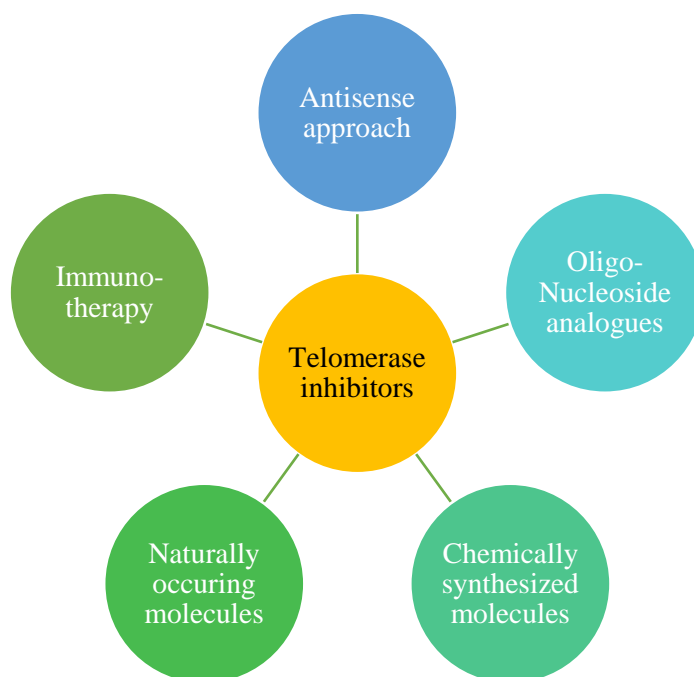 Antisense
approach
Immuno-
therapy
Oligo-
Nucleoside
analogues
Telomerase
inhibitors
Naturally
occuring
molecules
Chemically
synthesized
molecules